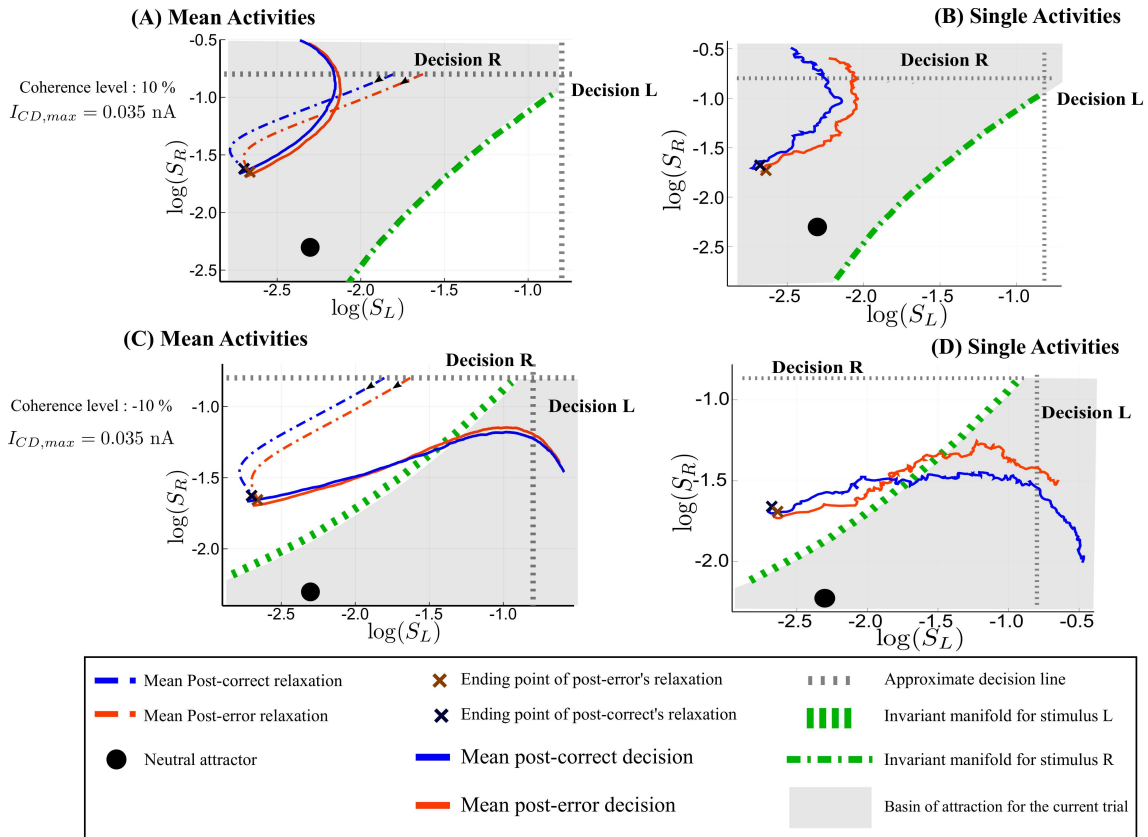 (A) Mean Activities
(B) Single Activities
Coherence level : 10 %
I_{CD,max} = 0.035 nA
-0.5
-1.0
-1.5
-2.0
-2.5
log(S_R)
Decision R
Decision L
-2.5 -2.0 -1.5 -1.0
log(S_L)
-0.5
-1.0
-1.5
-2.0
-2.5
log(S_R)
Decision R
Decision L
-2.5 -2.0 -1.5 -1.0
log(S_L)
(C) Mean Activities
(D) Single Activities
Coherence level : -10 %
I_{CD,max} = 0.035 nA
-1.0
-1.5
-2.0
log(S_R)
Decision R
Decision L
-2.5 -2.0 -1.5 -1.0
log(S_L)
Decision R
Decision L
-1.0
-1.5
-2.0
log(S_R)
-2.5 -2.0 -1.5 -1.0 -0.5
log(S_L)
Mean Post-correct relaxation
Mean Post-error relaxation
Neutral attractor
Ending point of post-error's relaxation
Ending point of post-correct's relaxation
Mean post-correct decision
Mean post-error decision
Approximate decision line
Invariant manifold for stimulus L
Invariant manifold for stimulus R
Basin of attraction for the current trial